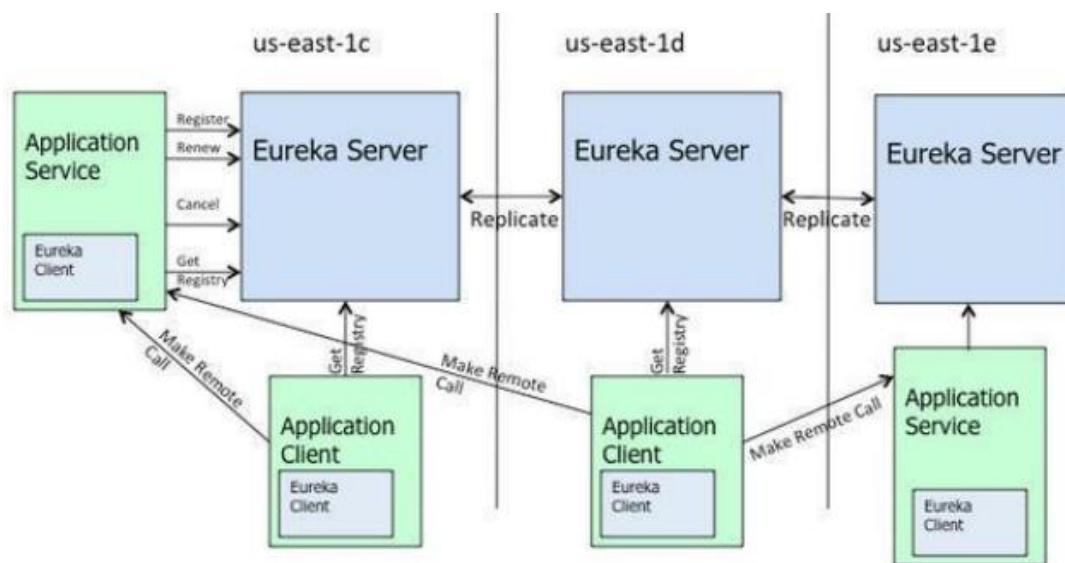 us-east-1c
us-east-1d
us-east-1e
Application
Service
Eureka
Client
Register
Renew
Cancel
Get
Registry
Eureka Server
Replicate
Eureka Server
Replicate
Eureka Server
Make Remote
Call
Get
Registry
Make Remote
Call
Get
Registry
Make Remote Call
Application
Client
Eureka
Client
Application
Client
Eureka
Client
Application
Service
Eureka
Client